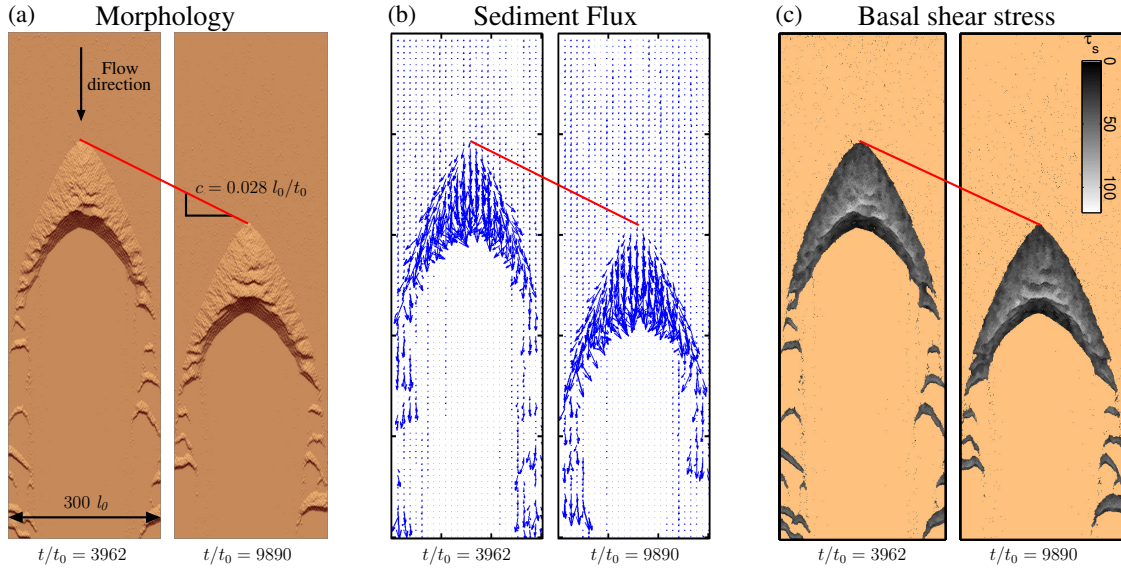 (a) Morphology
Flow
direction
c = 0.028 l₀/t₀
300 l₀
t/t₀ = 3962
t/t₀ = 9890
(b) Sediment Flux
t/t₀ = 3962
t/t₀ = 9890
(c) Basal shear stress
τₛ
0
50
100
t/t₀ = 3962
t/t₀ = 9890